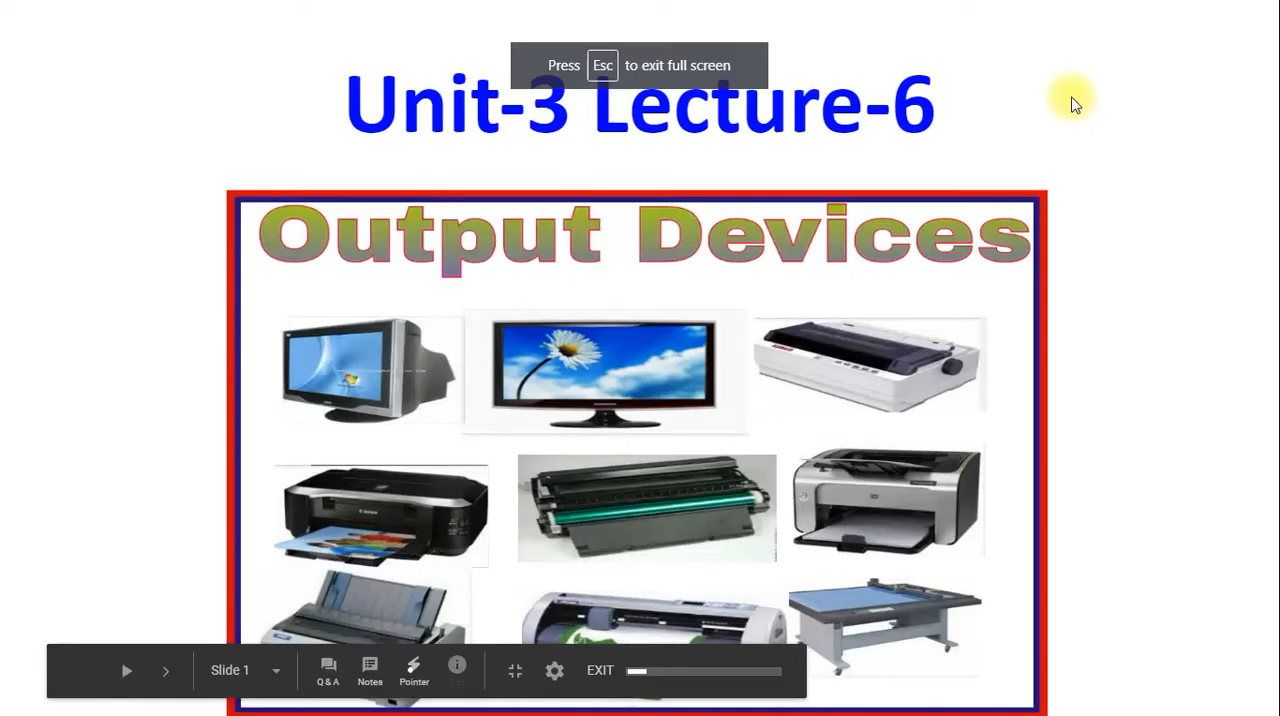 Press Esc to exit full screen
Unit-3 Lecture-6
Output Devices
Slide 1
Q & A
Notes
Pointer
EXIT